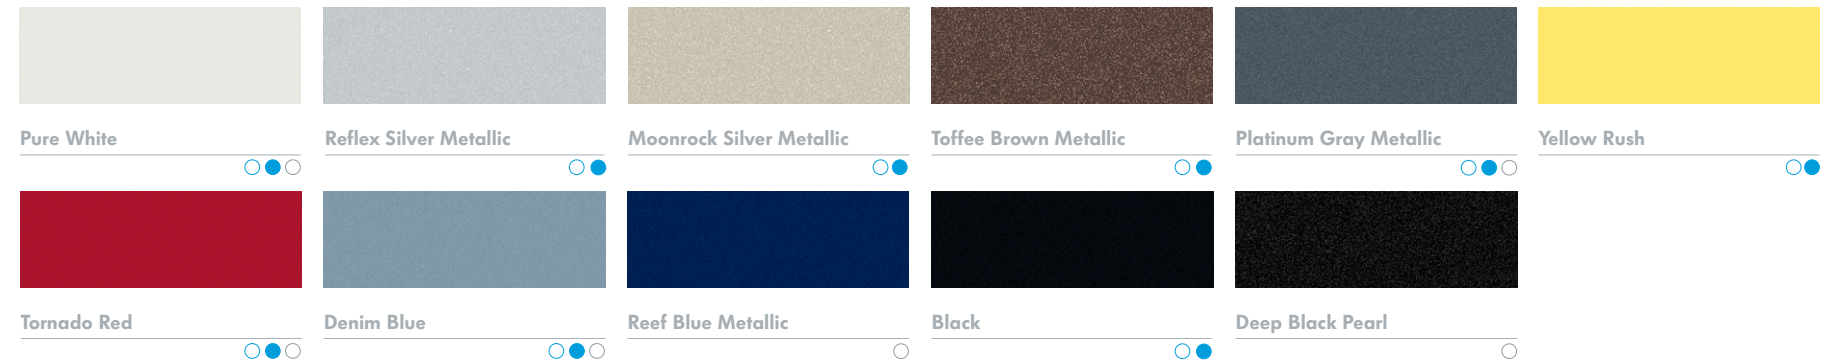 Pure White
Reflex Silver Metallic
Moonrock Silver Metallic
Toffee Brown Metallic
Platinum Gray Metallic
Yellow Rush
Tornado Red
Denim Blue
Reef Blue Metallic
Black
Deep Black Pearl